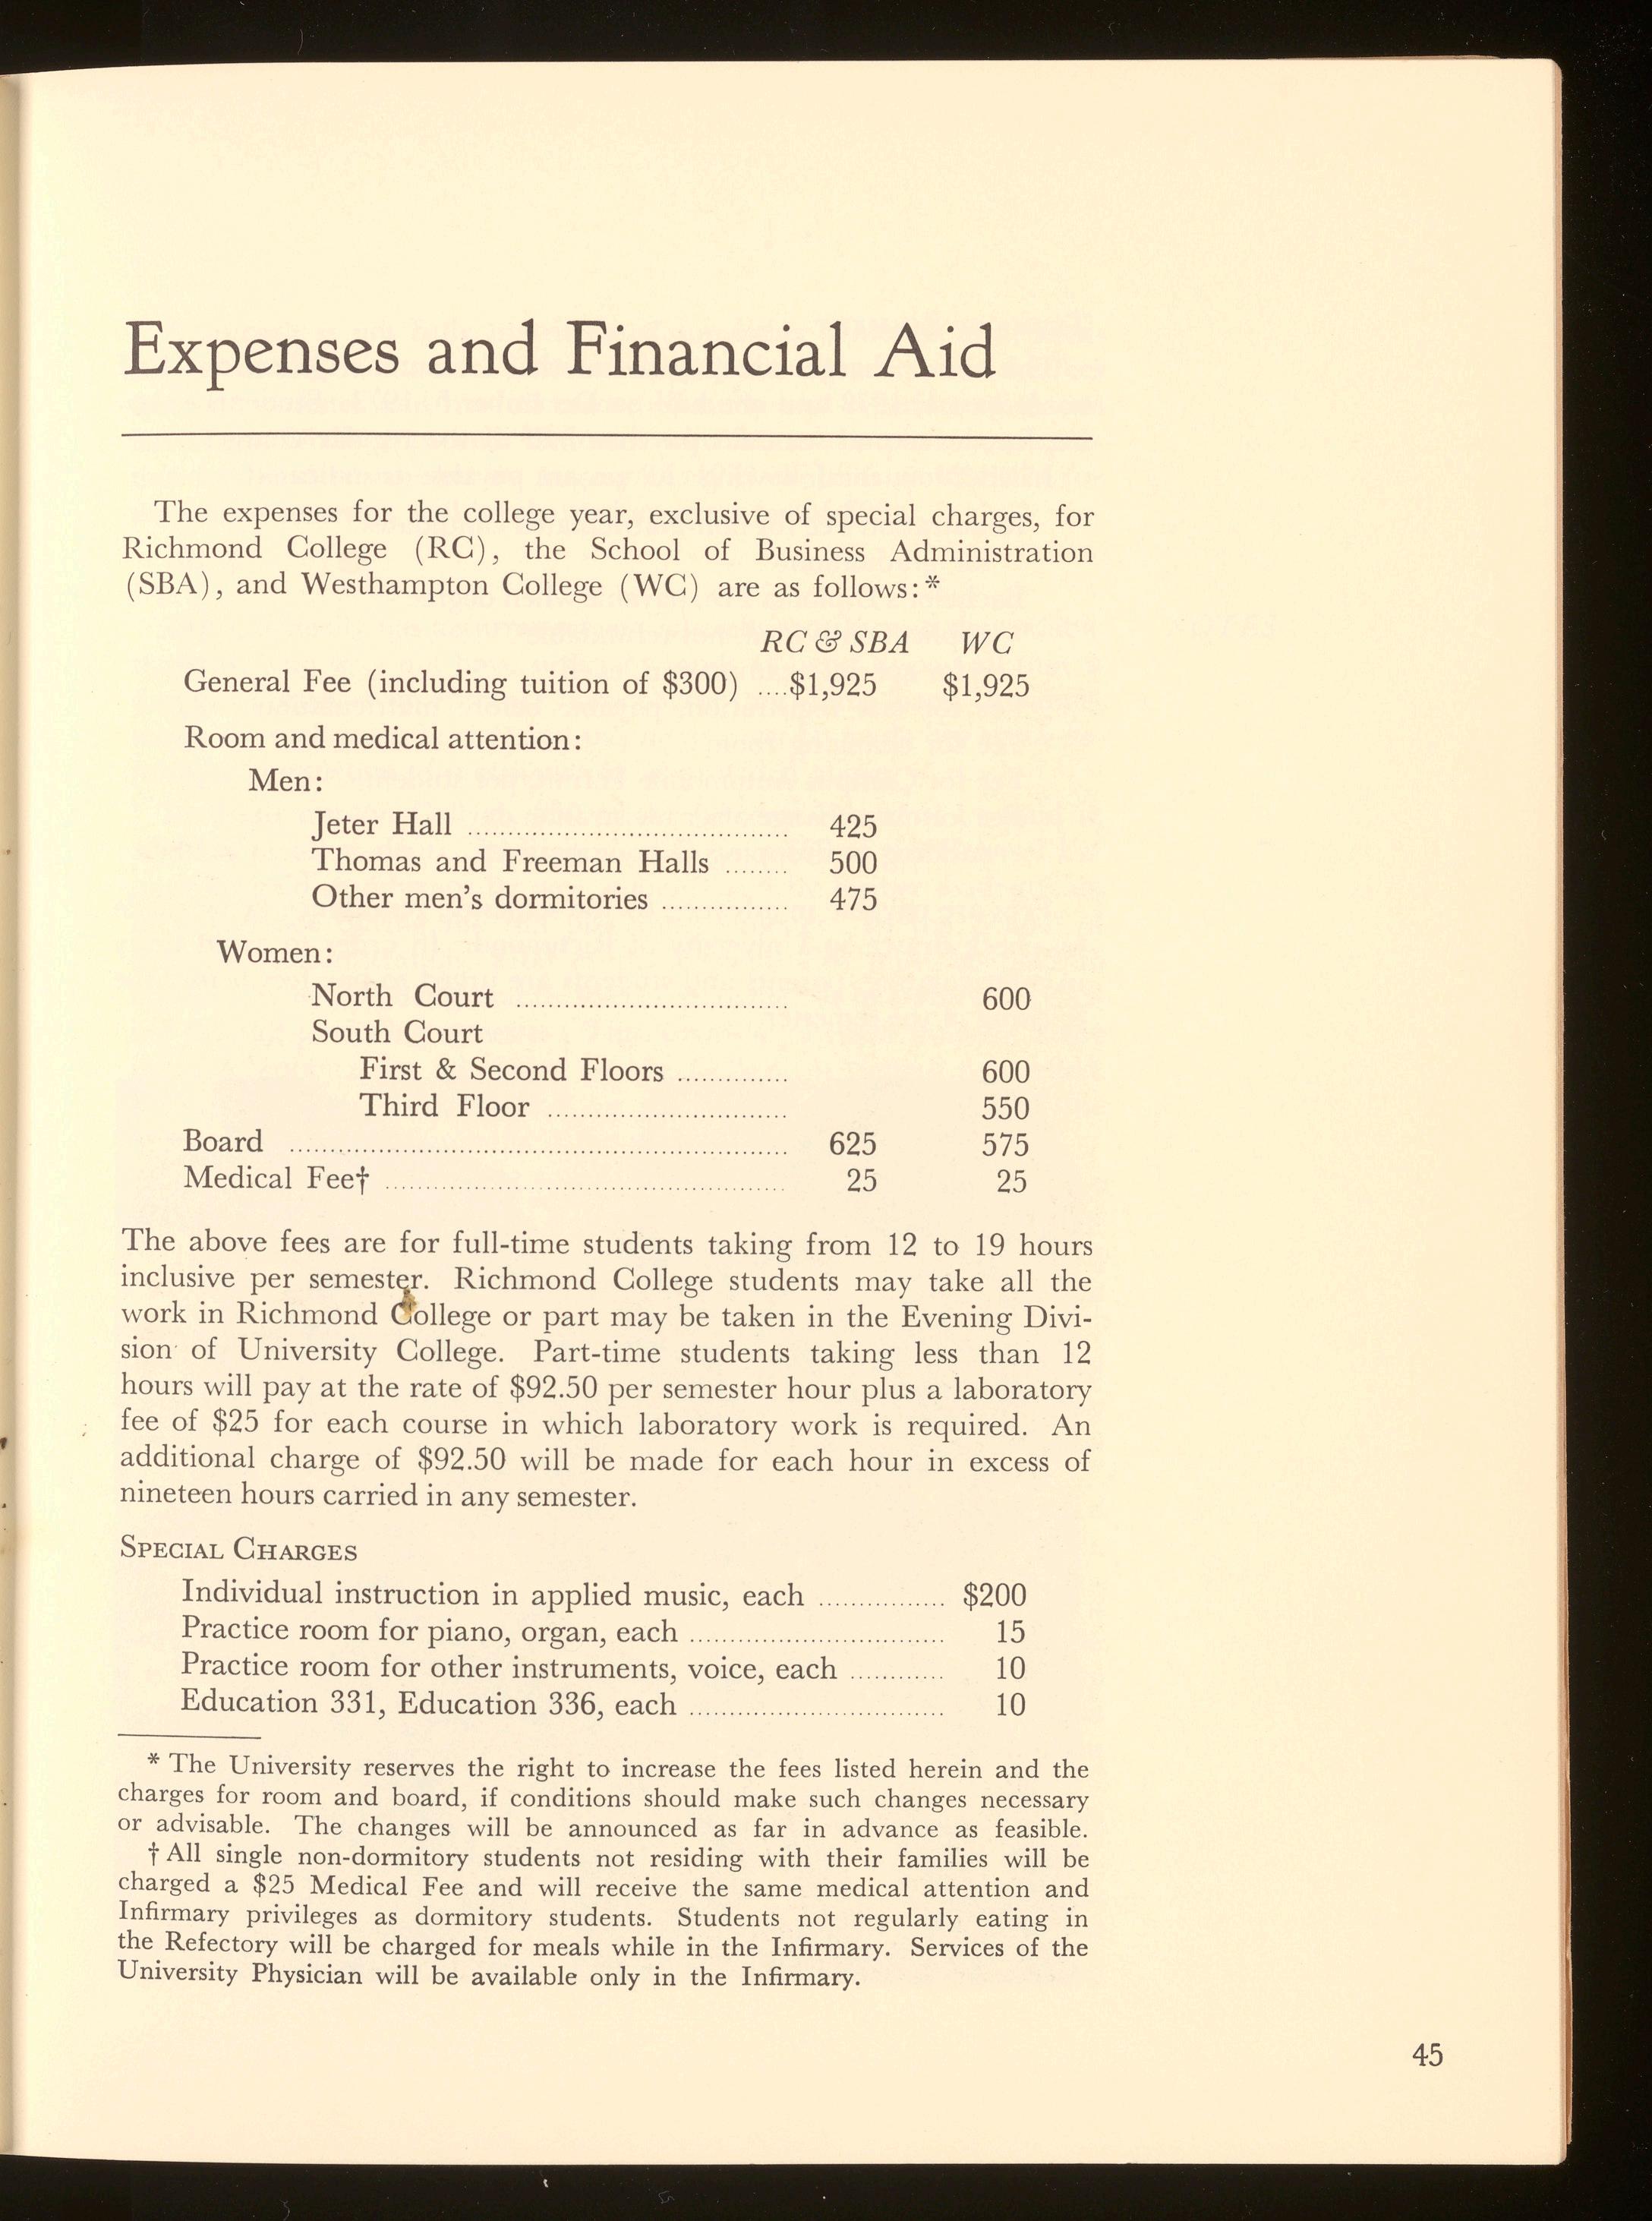 Expenses and Financial Aid
The expenses for the college year, exclusive of special charges, for
Richmond College (RC), the School of Business Administration
(SBA), and Westhampton College (WC) are as follows:*
RC & SBA WC
General Fee (including tuition of $300) ....$1,925 $1,925
Room and medical attention:
Men:
Jeter Hall ........................................ 425
Thomas and Freeman Halls ........ 500
Other men's dormitories ................ 475
Women:
North Court .................................. 600
South Court
First & Second Floors .............. 600
Third Floor .............................. 550
Board .............................................................. 625 575
Medical Fee† .................................................. 25 25
The above fees are for full-time students taking from 12 to 19 hours
inclusive per semester. Richmond College students may take all the
work in Richmond College or part may be taken in the Evening Divi-
sion of University College. Part-time students taking less than 12
hours will pay at the rate of $92.50 per semester hour plus a laboratory
fee of $25 for each course in which laboratory work is required. An
additional charge of $92.50 will be made for each hour in excess of
nineteen hours carried in any semester.
SPECIAL CHARGES
Individual instruction in applied music, each ................ $200
Practice room for piano, organ, each ................................ 15
Practice room for other instruments, voice, each ............ 10
Education 331, Education 336, each ................................ 10
* The University reserves the right to increase the fees listed herein and the
charges for room and board, if conditions should make such changes necessary
or advisable. The changes will be announced as far in advance as feasible.
† All single non-dormitory students not residing with their families will be
charged a $25 Medical Fee and will receive the same medical attention and
Infirmary privileges as dormitory students. Students not regularly eating in
the Refectory will be charged for meals while in the Infirmary. Services of the
University Physician will be available only in the Infirmary.
45